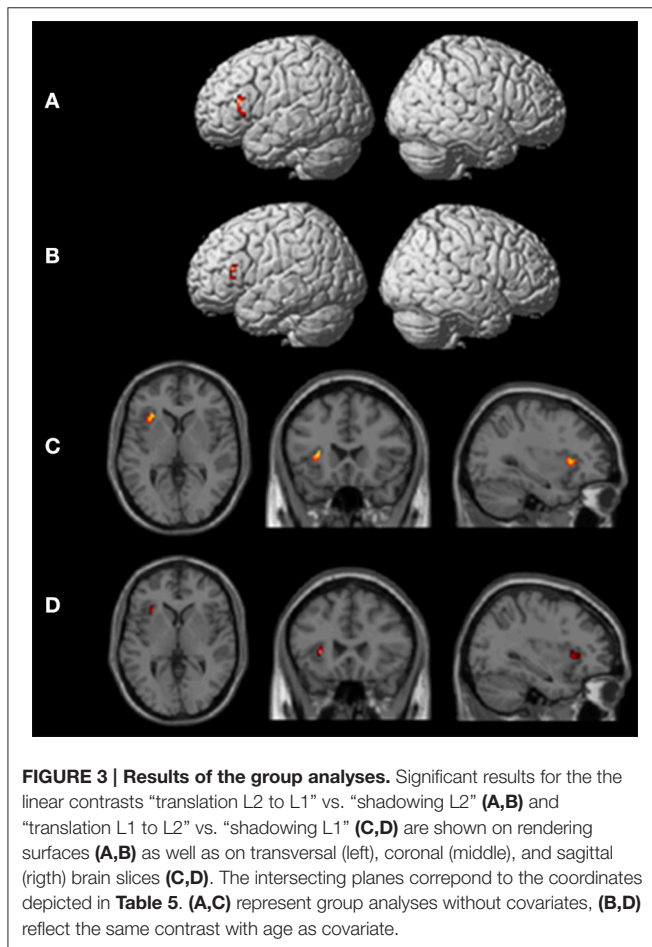 A
B
C
D
FIGURE 3 | Results of the group analyses. Significant results for the the
linear contrasts “translation L2 to L1” vs. “shadowing L2” (A,B) and
“translation L1 to L2” vs. “shadowing L1” (C,D) are shown on rendering
surfaces (A,B) as well as on transversal (left), coronal (middle), and sagittal
(rigth) brain slices (C,D). The intersecting planes correpond to the coordinates
depicted in Table 5. (A,C) represent group analyses without covariates, (B,D)
reflect the same contrast with age as covariate.